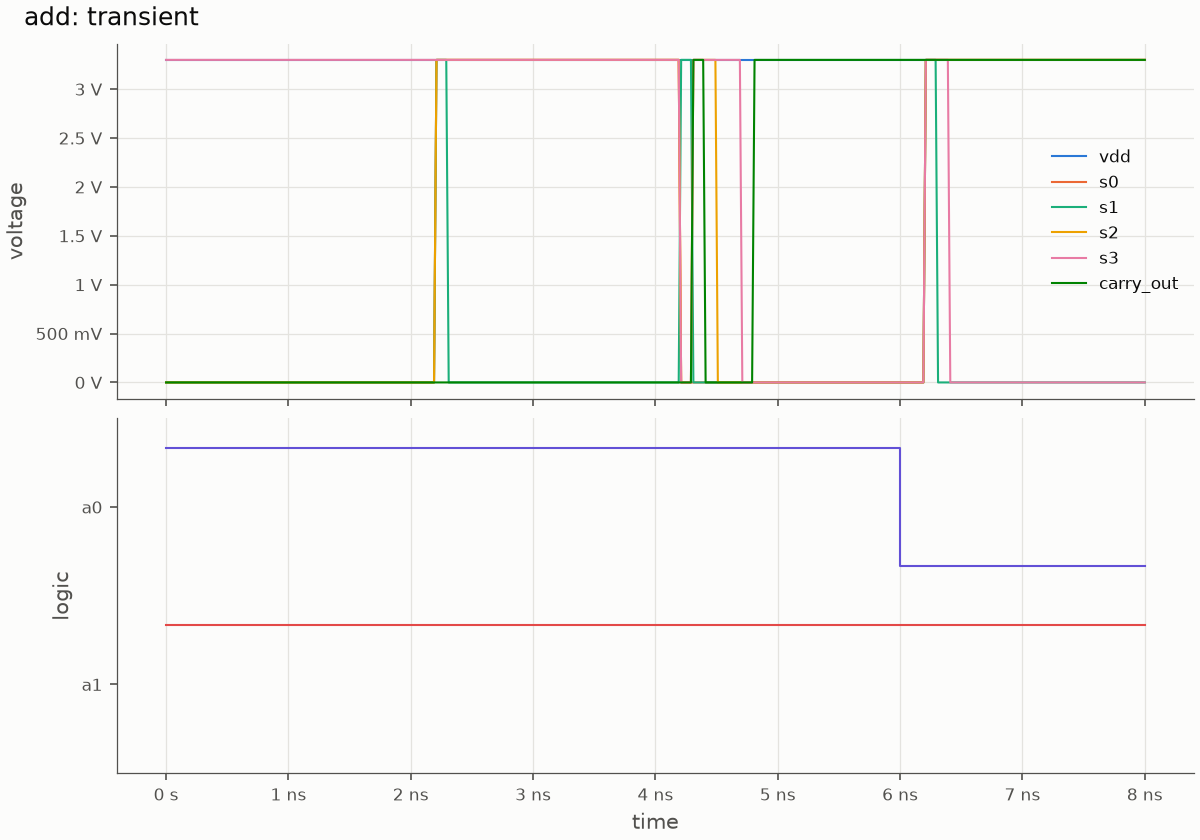 add: transient
3 V
2.5 V
2 V
1.5 V
1 V
500 mV
0 V
voltage
vdd
s0
s1
s2
s3
carry_out
a0
a1
logic
0 s
1 ns
2 ns
3 ns
4 ns
5 ns
6 ns
7 ns
8 ns
time